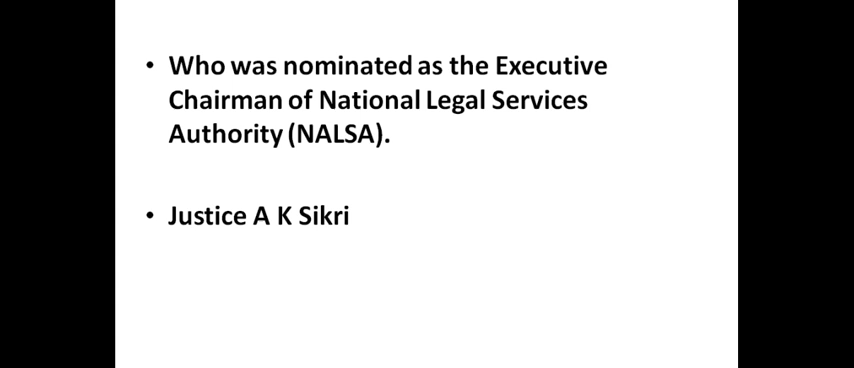 • Who was nominated as the Executive
Chairman of National Legal Services
Authority (NALSA).
• Justice A K Sikri